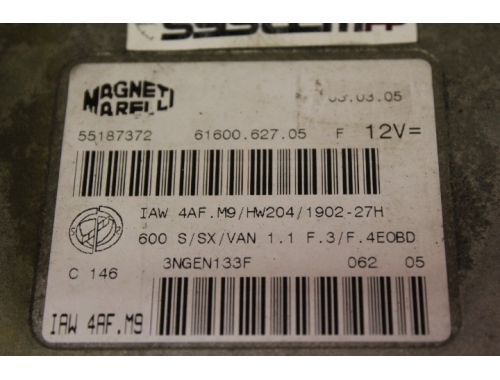 MAGNETI
MARELLI
03.03.05
55187372 61600.627.05 F 12V=
IAW 4AF.M9/HW204/1902-27H
600 S/SX/VAN 1.1 F.3/F.4EOBD
C 146 3NGEN133F 062 05
IAW 4AF.M9